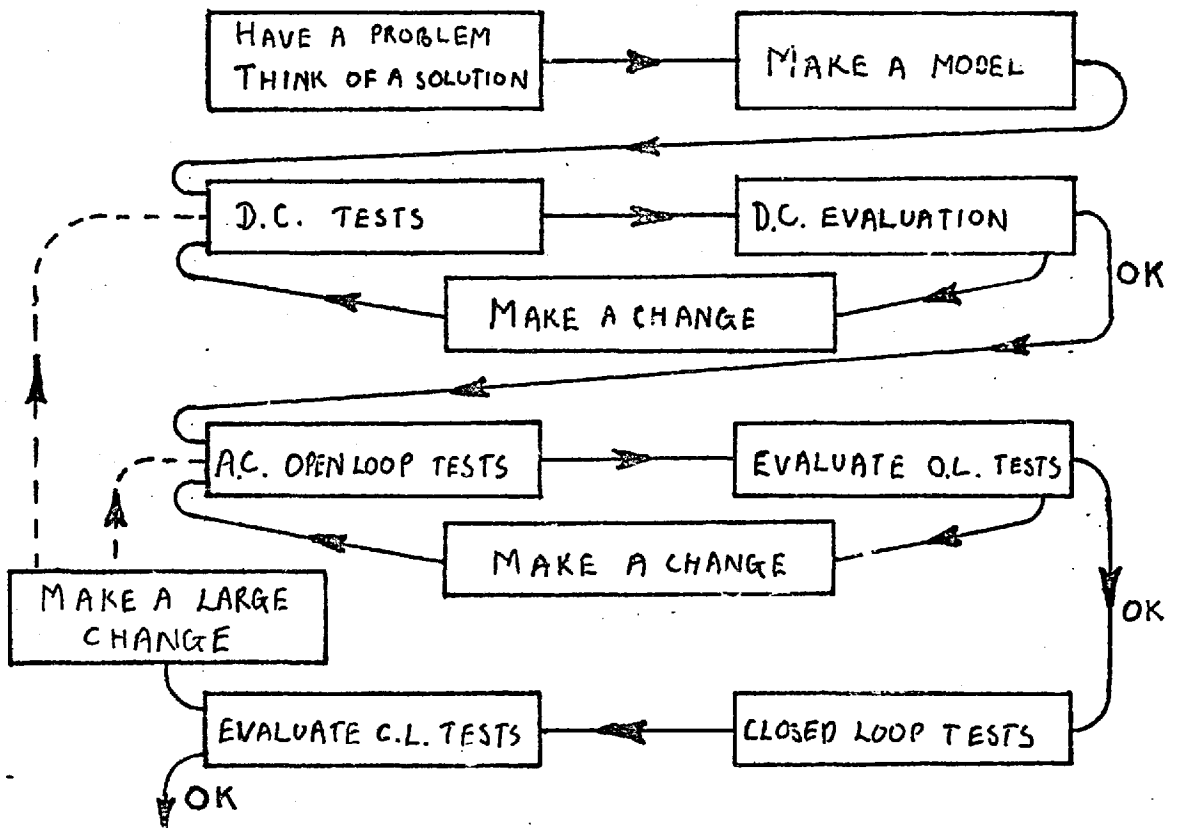 HAVE A PROBLEM
THINK OF A SOLUTION
MAKE A MODEL
D.C. TESTS
D.C. EVALUATION
OK
MAKE A CHANGE
A.C. OPEN LOOP TESTS
EVALUATE O.L. TESTS
MAKE A CHANGE
MAKE A LARGE
CHANGE
OK
EVALUATE C.L. TESTS
CLOSED LOOP TESTS
OK